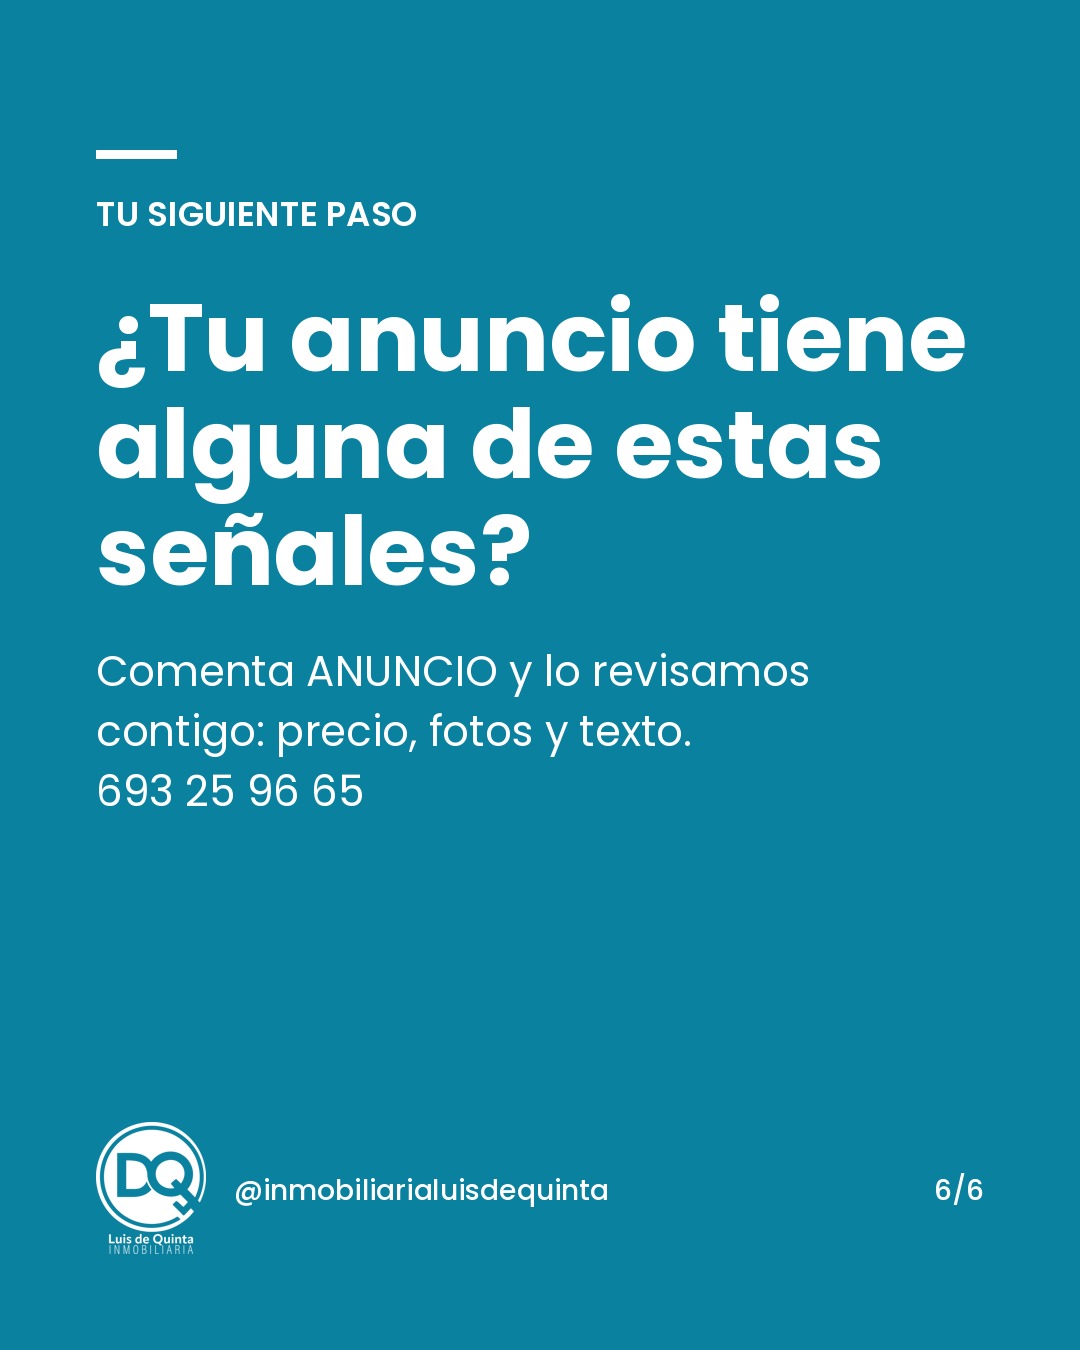 TU SIGUIENTE PASO
¿Tu anuncio tiene
alguna de estas
señales?
Comenta ANUNCIO y lo revisamos
contigo: precio, fotos y texto.
693 25 96 65
DQ
Luis de Quinta
INMOBILIARIA
@inmobiliarialuisdequinta
6/6